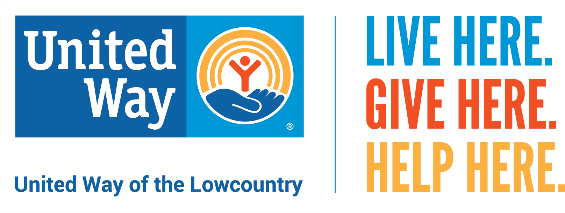 United
Way
®
United Way of the Lowcountry
LIVE HERE.
GIVE HERE.
HELP HERE.